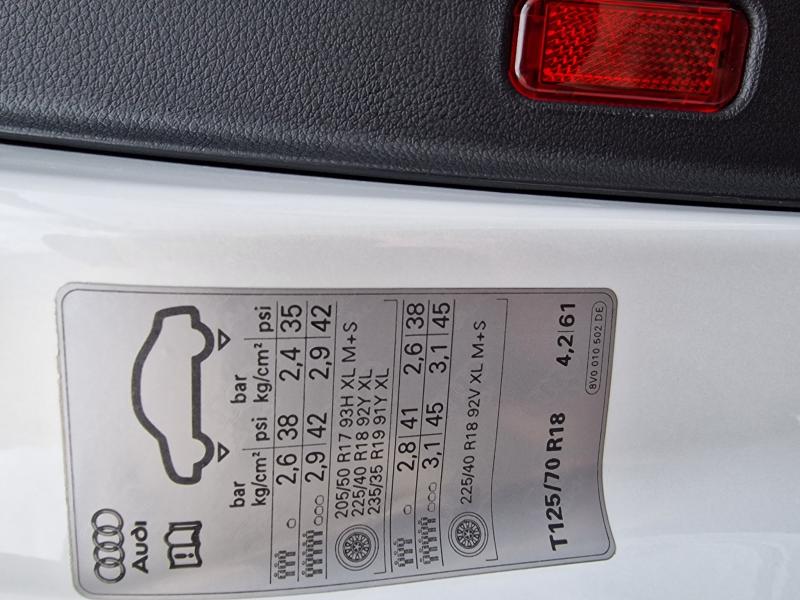 Audi
bar bar
kg/cm² psi kg/cm² psi
2,6 38 2,4 35
2,9 42 2,9 42
205/50 R17 93H XL M+S
225/40 R18 92Y XL
235/35 R19 91Y XL
2,8 41 2,6 38
3,1 45 3,1 45
225/40 R18 92V XL M+S
T125/70 R18 4,2|61
8V0 010 502 DE